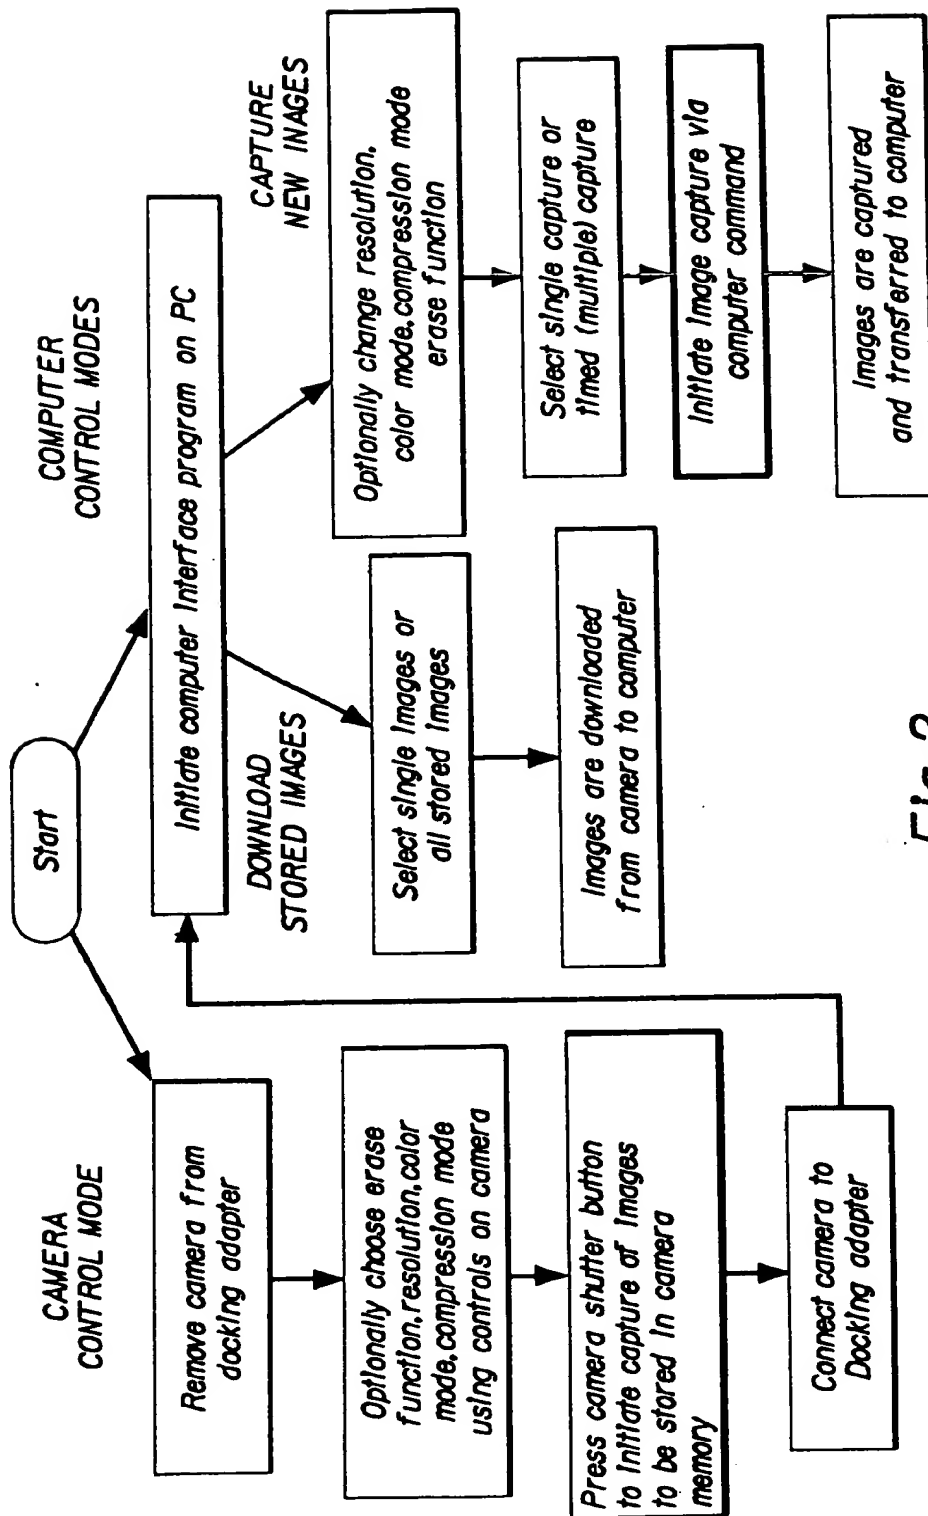 Start
CAMERA
CONTROL MODE
Remove camera from
docking adapter
Optionally choose erase
function,resolution,color
mode,compression mode
using controls on camera
Press camera shutter button
to initiate capture of images
to be stored in camera
memory
Connect camera to
Docking adapter
COMPUTER
CONTROL MODES
Initiate computer interface program on PC
DOWNLOAD
STORED IMAGES
Select single images or
all stored images
Images are downloaded
from camera to computer
CAPTURE
NEW INAGES
Optionally change resolution.
color mode.compression mode
erase function
Select single capture or
timed (multiple) capture
Initiate image capture via
computer command
Images are captured
and transferred to computer